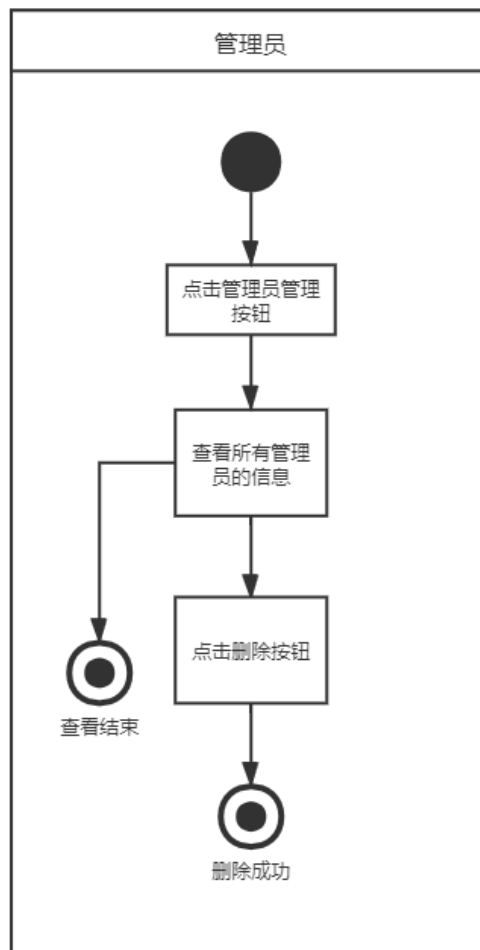 管理员
点击管理员管理
按钮
查看所有管理
员的信息
点击删除按钮
查看结束
删除成功